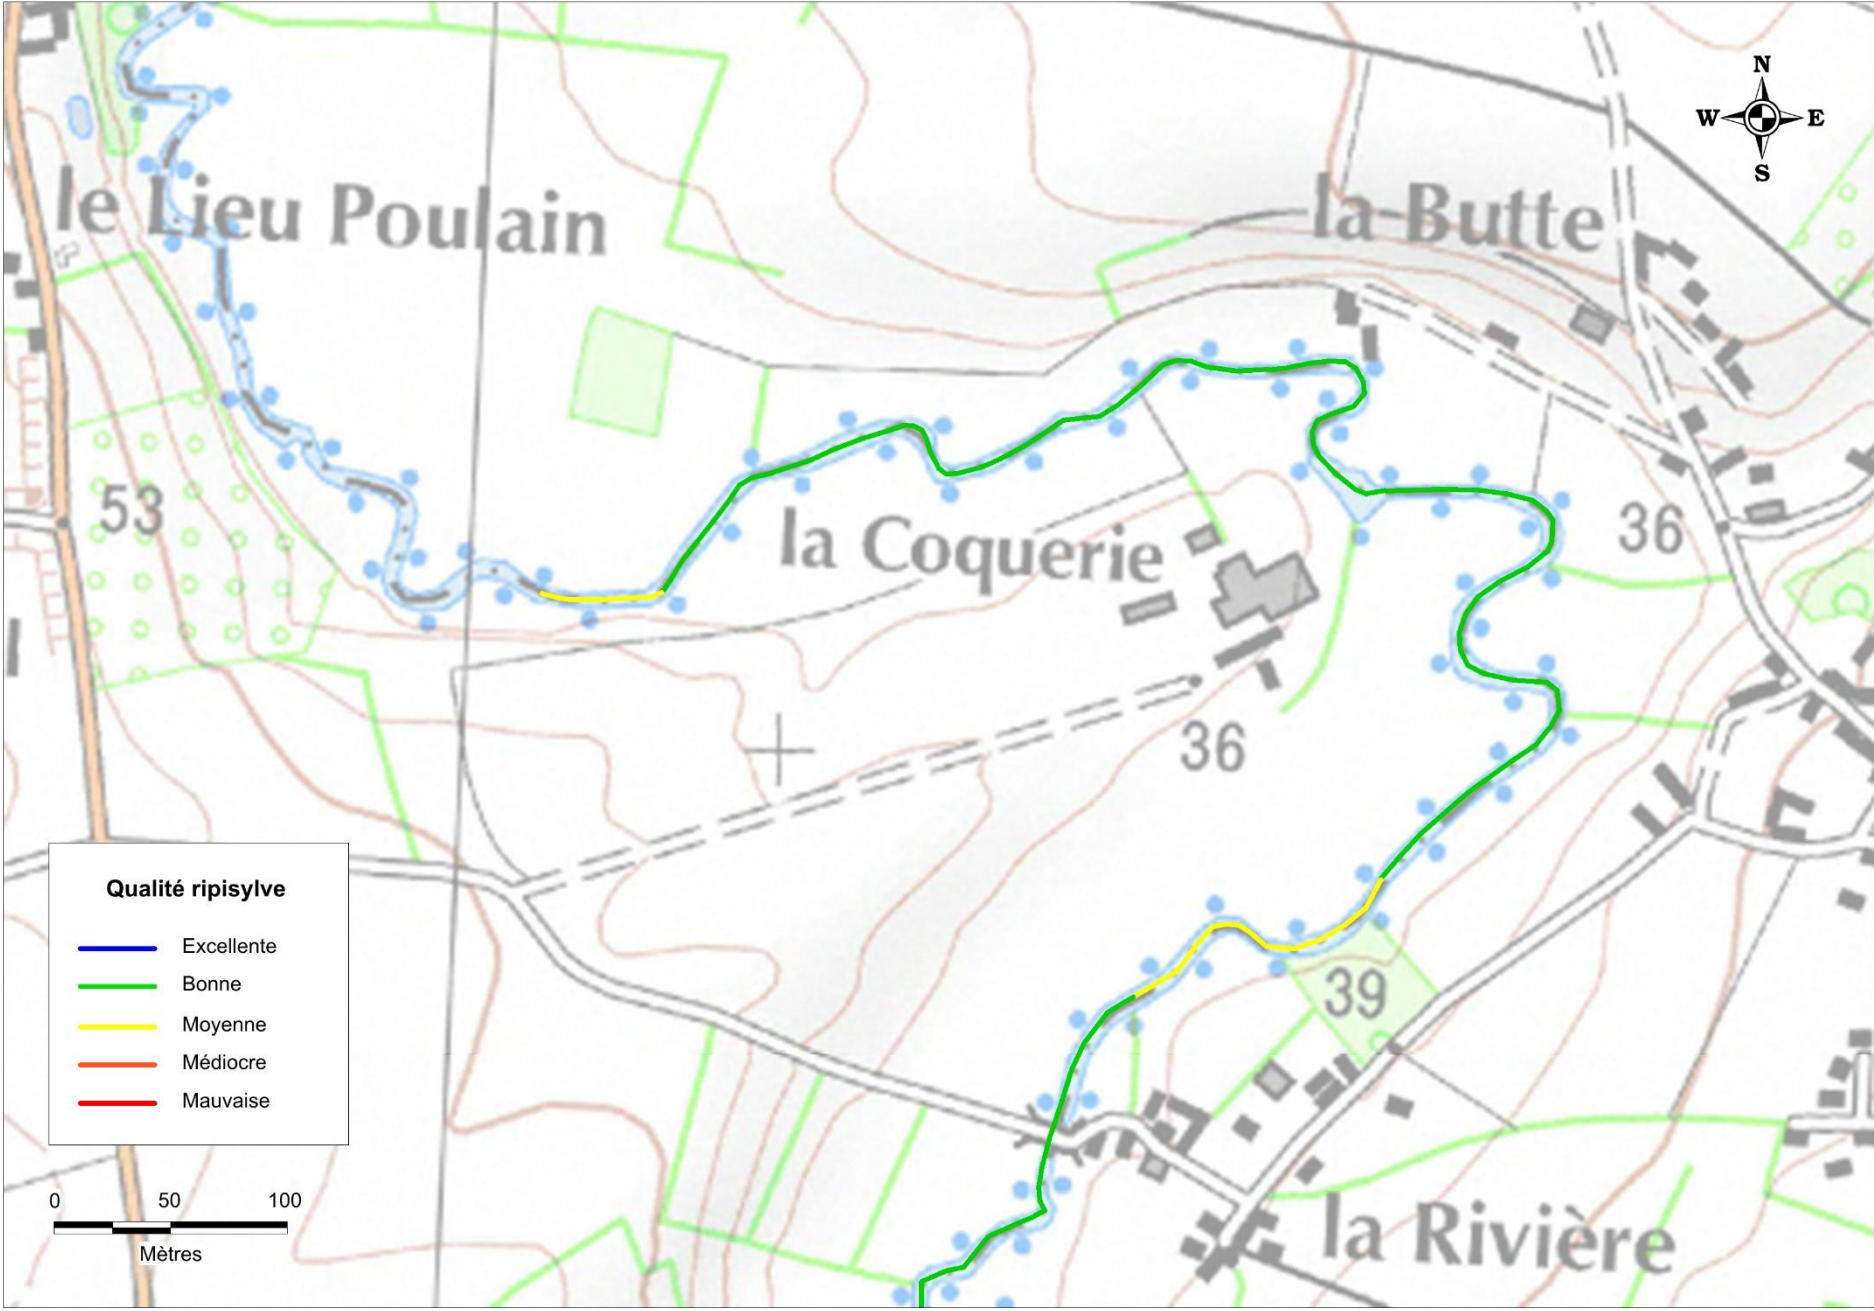 N
W E
S
la Butte
le Lieu Poulain
53
36
la Coquerie
36
39
Qualité ripisylve
Excellente
Bonne
Moyenne
Médiocre
Mauvaise
0 50 100
Mètres
la Rivière